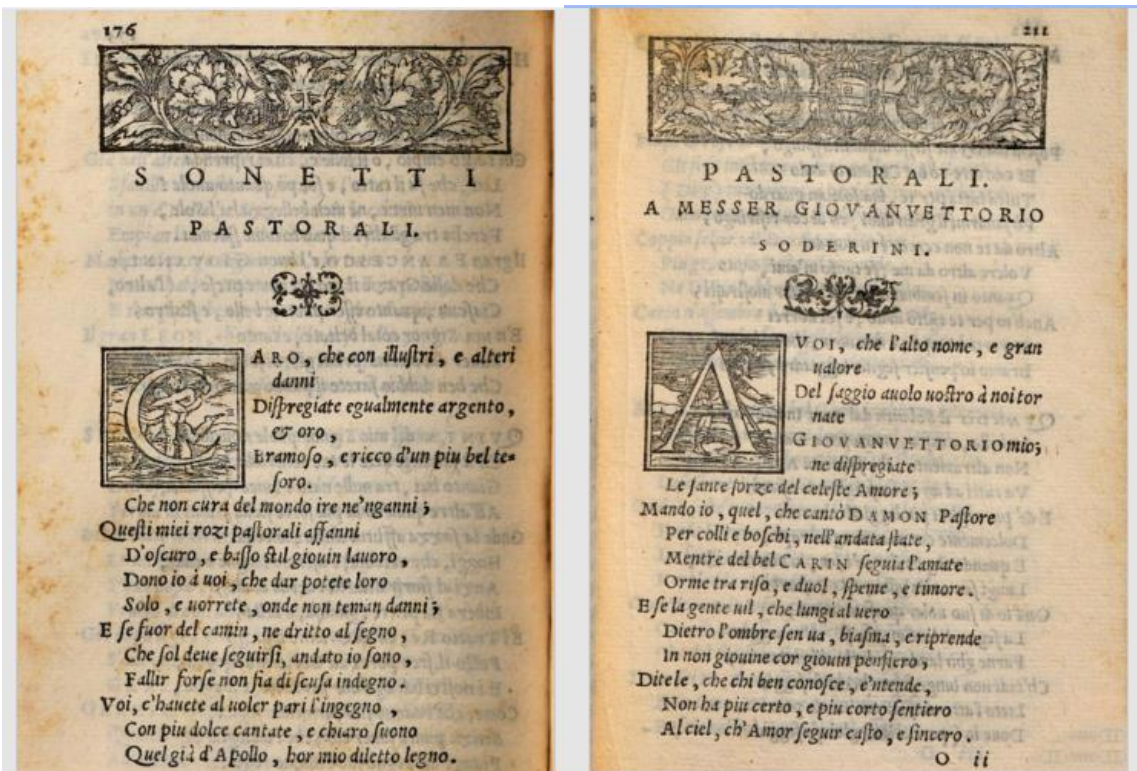 176
SONETTI
PASTORALI.
CARO, che con illuſtri, e alteri
danni
Diſpregiate egualmente argento,
& oro,
Bramoſo, e ricco d'un piu bel te=
ſoro.
Che non cura del mondo ire ne'nganni;
Queſti miei rozi paſtorali affanni
D'oſcuro, e baſſo ſtil giouin lauoro,
Dono io à uoi, che dar potete loro
Solo, e uorrete, onde non teman danni;
E ſe fuor del camin, ne dritto al ſegno,
Che ſol deue ſeguirſi, andato io ſono,
Fallir forſe non fia di ſcuſa indegno.
Voi, c'hauete al uoler pari l'ingegno,
Con piu dolce cantate, e chiaro ſuono
Quel già d'Apollo, hor mio diletto legno.
211
PASTORALI.
A MESSER GIOVANVETTORIO
SODERINI.
A VOI, che l'alto nome, e gran
ualore
Del ſaggio auolo uoſtro à noi tor
nate
GIOVANVETTORIO mio;
ne diſpregiate
Le ſante forze del celeſte Amore;
Mando io, quel, che cantò DAMON Paſtore
Per colli e boſchi, nell'andata ſtate,
Mentre del bel CARIN ſeguia l'amate
Orme tra riſo, e duol, ſpeme, e timore.
E ſe la gente uil, che lungi al uero
Dietro l'ombre ſen ua, biaſma, e riprende
In non giouine cor giouin penſiero;
Ditele, che chi ben conoſce, e'ntende,
Non ha piu certo, e piu corto ſentiero
Al ciel, ch'Amor ſeguir caſto, e ſincero.
O ii